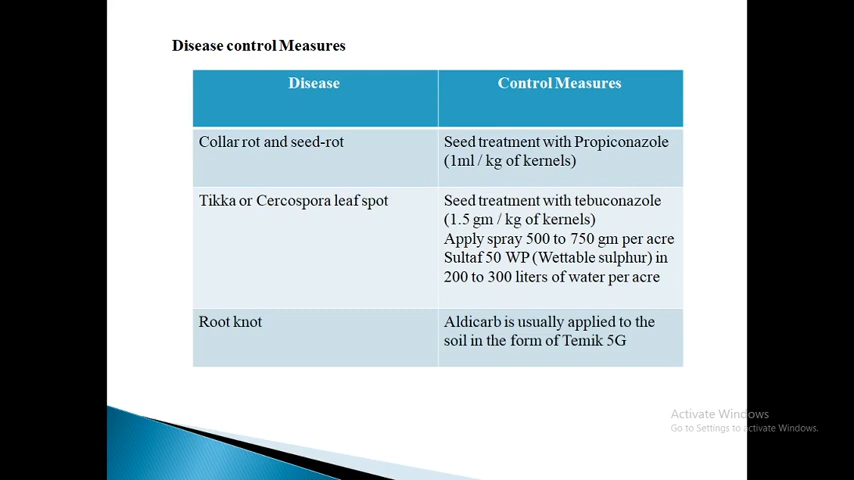 Disease control Measures
Disease
Control Measures
Collar rot and seed-rot
Seed treatment with Propiconazole
(1ml / kg of kernels)
Tikka or Cercospora leaf spot
Seed treatment with tebuconazole
(1.5 gm / kg of kernels)
Apply spray 500 to 750 gm per acre
Sultaf 50 WP (Wettable sulphur) in
200 to 300 liters of water per acre
Root knot
Aldicarb is usually applied to the
soil in the form of Temik 5G
Activate Windows
Go to Settings to activate Windows.